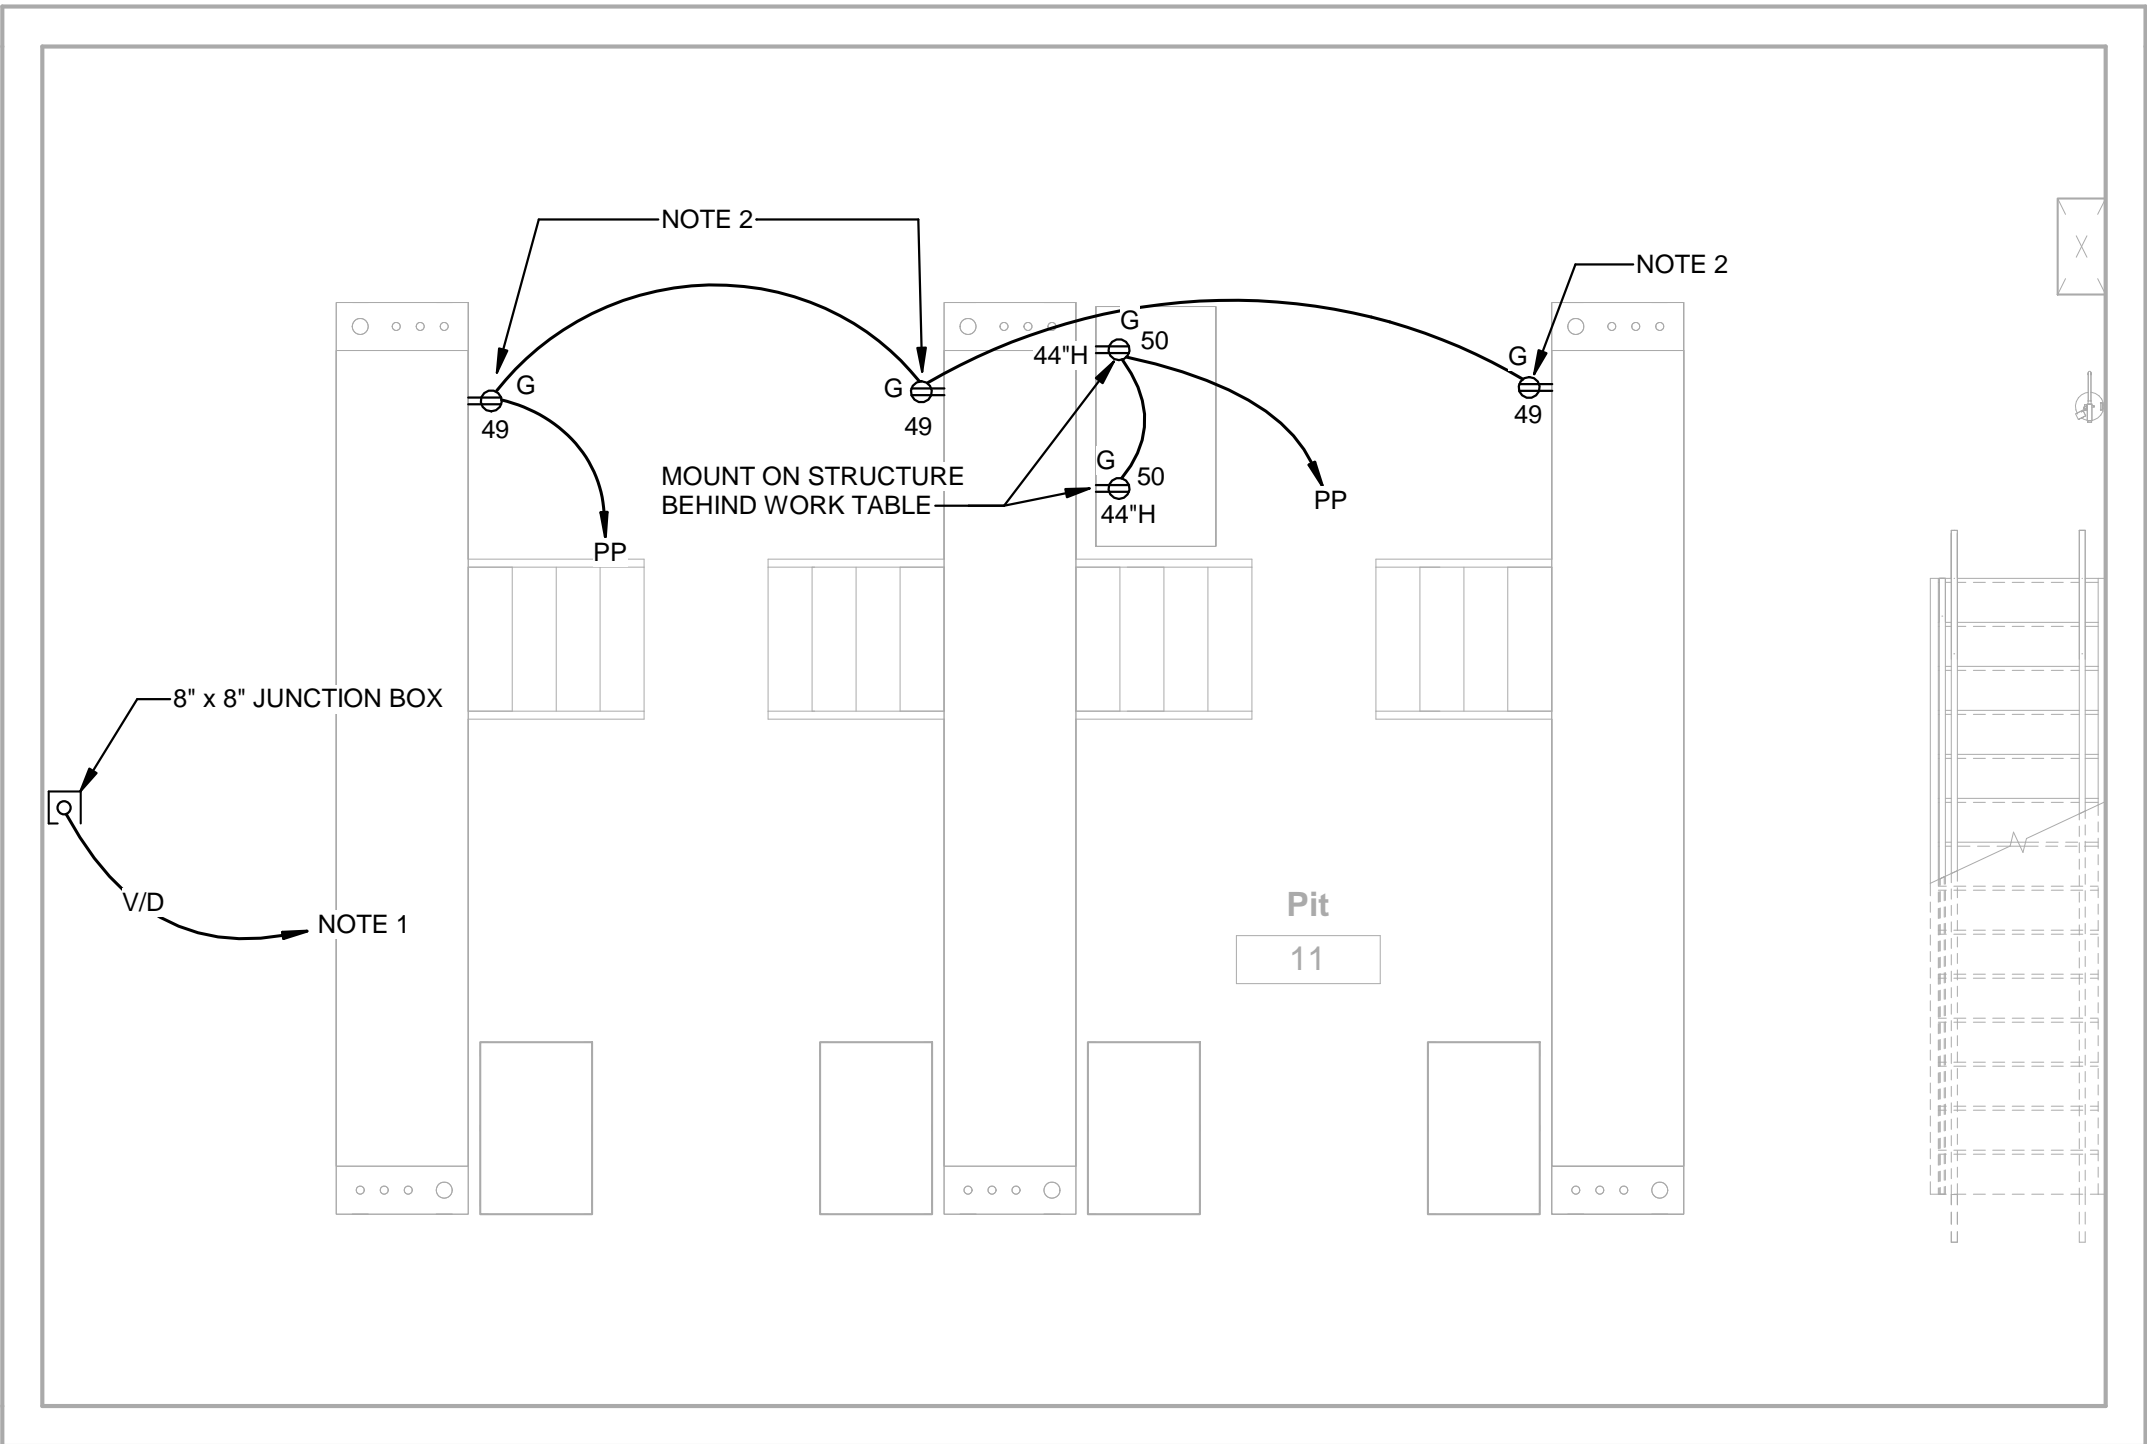 NOTE 2
NOTE 2
G
50
44"H
G
G
G
49
49
49
MOUNT ON STRUCTURE
BEHIND WORK TABLE
G
50
44"H
PP
PP
8" x 8" JUNCTION BOX
V/D
NOTE 1
Pit
11